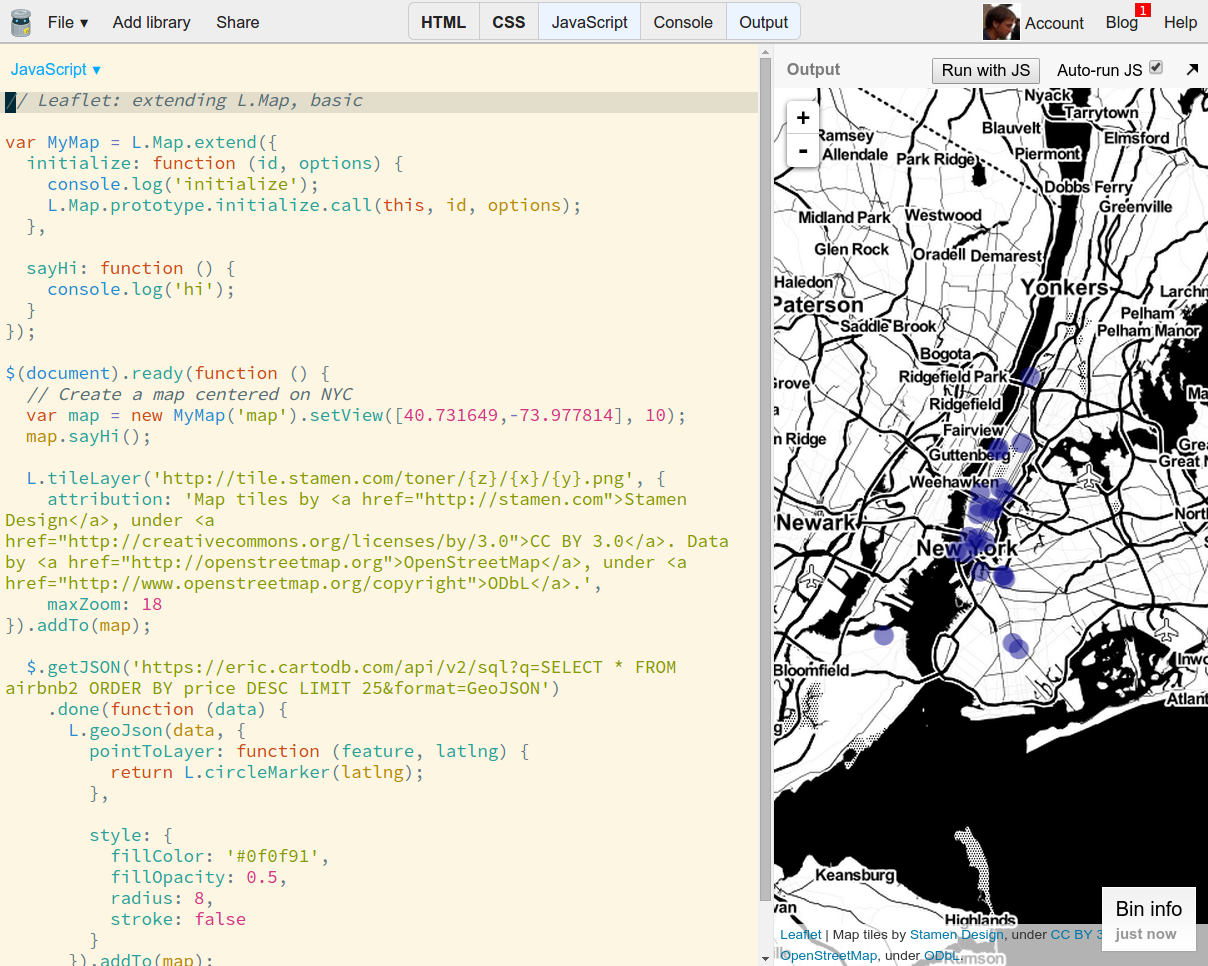 File ▾ Add library Share HTML CSS JavaScript Console Output Account Blog 1 Help
JavaScript ▾
// Leaflet: extending L.Map, basic
var MyMap = L.Map.extend({
initialize: function (id, options) {
console.log('initialize');
L.Map.prototype.initialize.call(this, id, options);
},
sayHi: function () {
console.log('hi');
}
});
$(document).ready(function () {
// Create a map centered on NYC
var map = new MyMap('map').setView([40.731649,-73.977814], 10);
map.sayHi();
L.tileLayer('http://tile.stamen.com/toner/{z}/{x}/{y}.png', {
attribution: 'Map tiles by <a href="http://stamen.com">Stamen
Design</a>, under <a
href="http://creativecommons.org/licenses/by/3.0">CC BY 3.0</a>. Data
by <a href="http://openstreetmap.org">OpenStreetMap</a>, under <a
href="http://www.openstreetmap.org/copyright">ODbL</a>.',
maxZoom: 18
}).addTo(map);
$.getJSON('https://eric.cartodb.com/api/v2/sql?q=SELECT * FROM
airbnb2 ORDER BY price DESC LIMIT 25&format=GeoJSON')
.done(function (data) {
L.geoJson(data, {
pointToLayer: function (feature, latlng) {
return L.circleMarker(latlng);
},
style: {
fillColor: '#0f0f91',
fillOpacity: 0.5,
radius: 8,
stroke: false
}
}).addTo(map);
Output Run with JS Auto-run JS
+
-
Nyack
Tarrytown
Ramsey Blauvelt Elmsford
Allendale Park Ridge Piermont
Dobbs Ferry
Greenville
Midland Park Westwood
Glen Rock Oradell Demarest
Haledon Yonkers Larchm
Paterson Pelham
Saddle Brook Pelham Manor
Bogota
Grove Ridgefield Park Ma
Ridgefield
n Ridge Fairview Grea
Guttenberg Great N
Weehawken
Newark North
New York
Bloomfield Inwo
Atlant
g
Keansburg
wan
Highlands
Rumson
Leaflet | Map tiles by Stamen Design, under CC BY 3
OpenStreetMap, under ODbL.
Bin info
just now